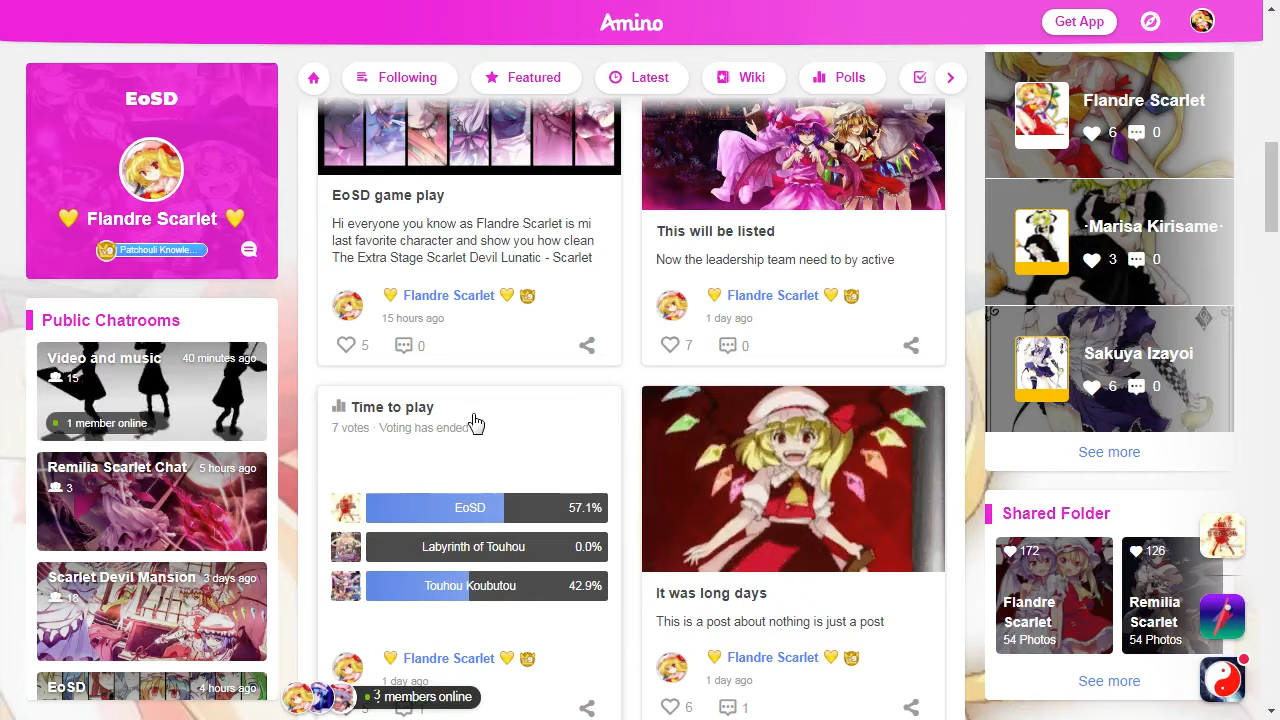 Amino
Get App
EoSD
Flandre Scarlet
Patchouli Knowle...
Following
Featured
Latest
Wiki
Polls
Public Chatrooms
Video and music
40 minutes ago
15
1 member online
Remilia Scarlet Chat
5 hours ago
3
Scarlet Devil Mansion
3 days ago
18
EoSD
4 hours ago
EoSD game play
Hi everyone you know as Flandre Scarlet is mi
last favorite character and show you how alean
The Extra Stage Scarlet Devil Lunatic - Scarlet
Flandre Scarlet
15 hours ago
5
0
This will be listed
Now the leadership team need to by active
Flandre Scarlet
1 day ago
7
0
Time to play
7 votes · Voting has ended
EoSD
57.1%
Labyrinth of Touhou
0.0%
Touhou Koubutou
42.9%
Flandre Scarlet
1 day ago
1
3 members online
It was long days
This is a post about nothing is just a post
Flandre Scarlet
1 day ago
6
1
Flandre Scarlet
6
0
·Marisa Kirisame·
3
0
Sakuya Izayoi
6
0
See more
Shared Folder
172
Flandre
Scarlet
54 Photos
126
Remilia
Scarlet
54 Photos
See more